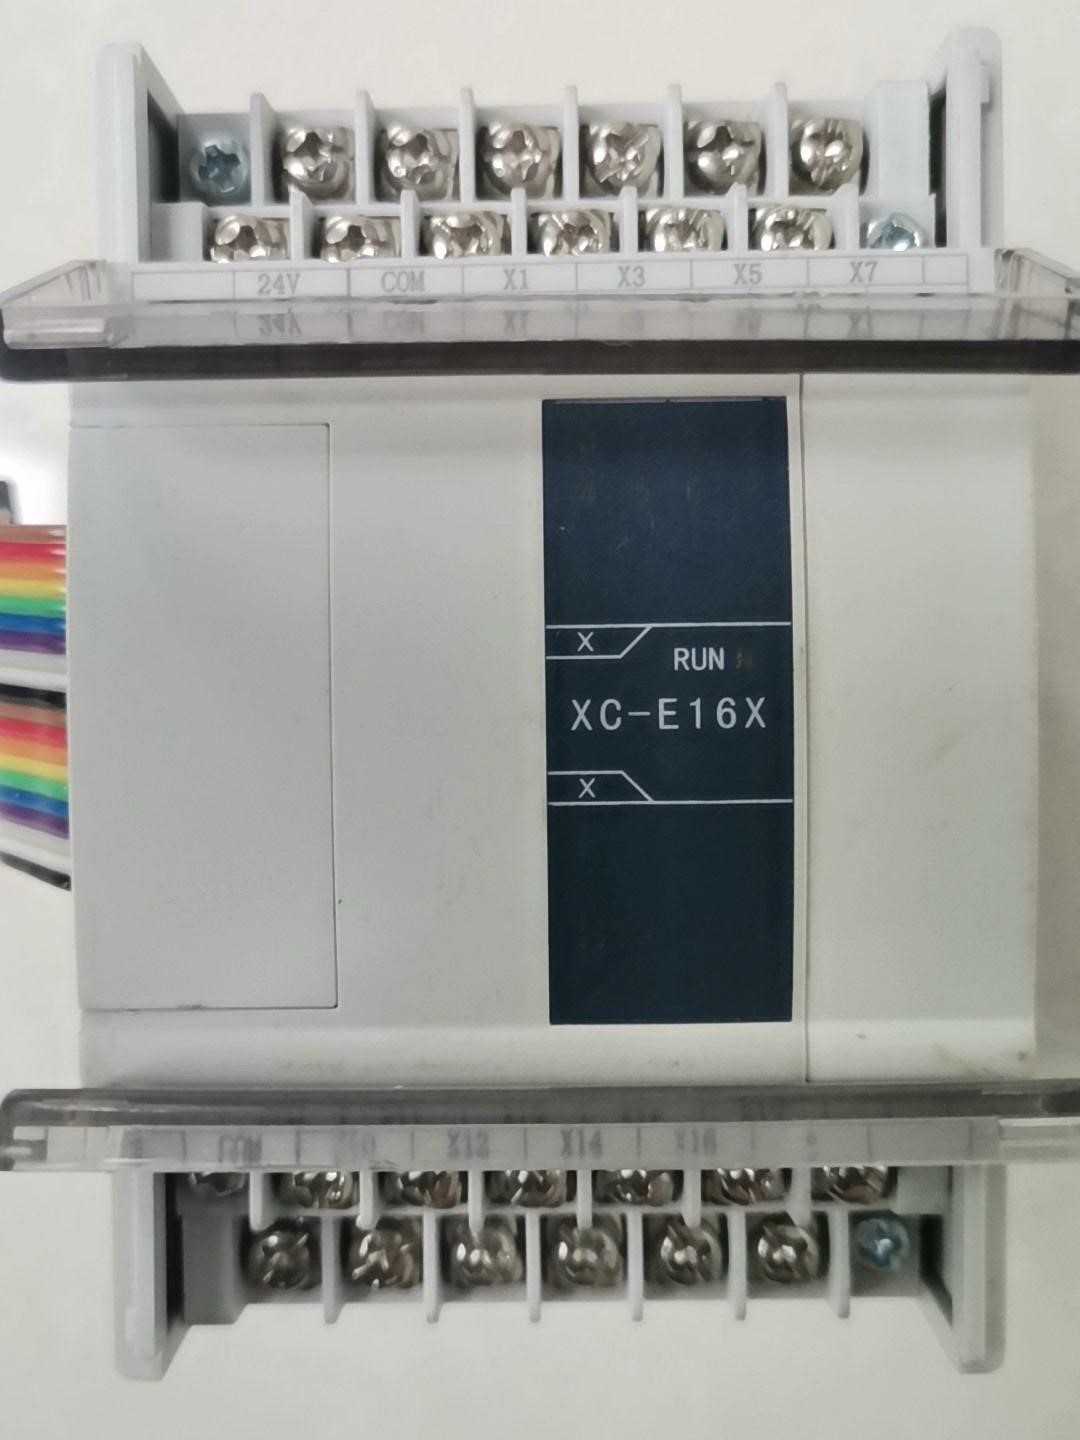 24V COM X1 X3 X5 X7
X
RUN
XC-E16X
X
COM X12 X14 X16